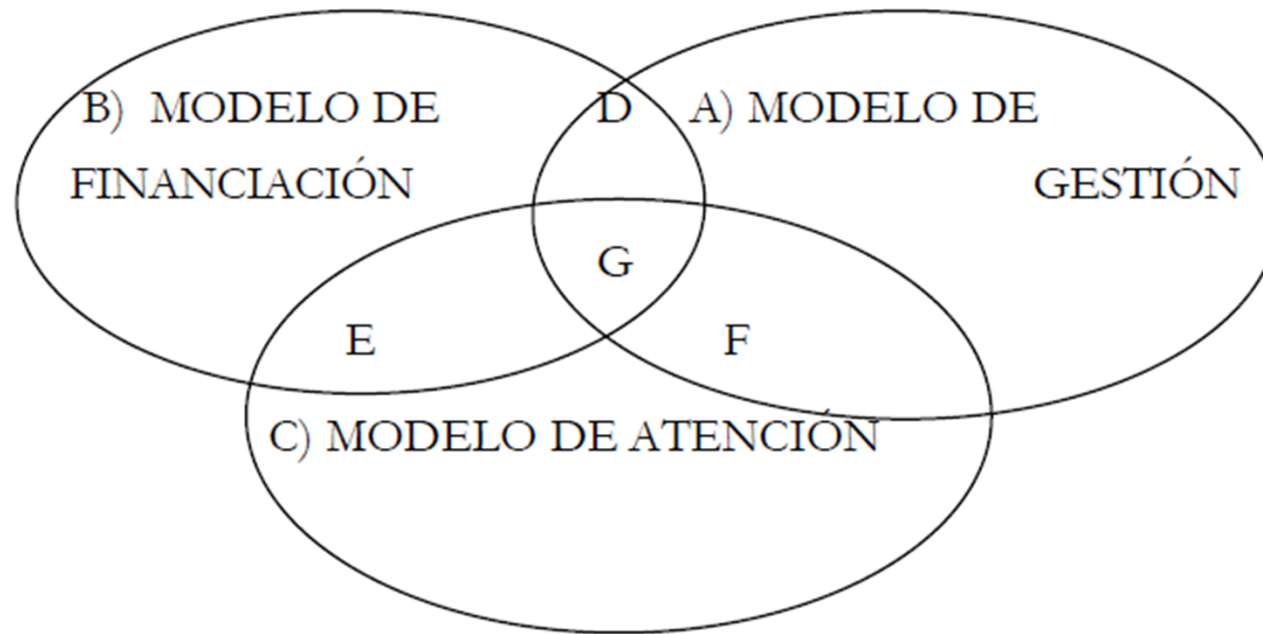 B) MODELO DE
FINANCIACIÓN
D
A) MODELO DE
GESTIÓN
G
E
F
C) MODELO DE ATENCIÓN